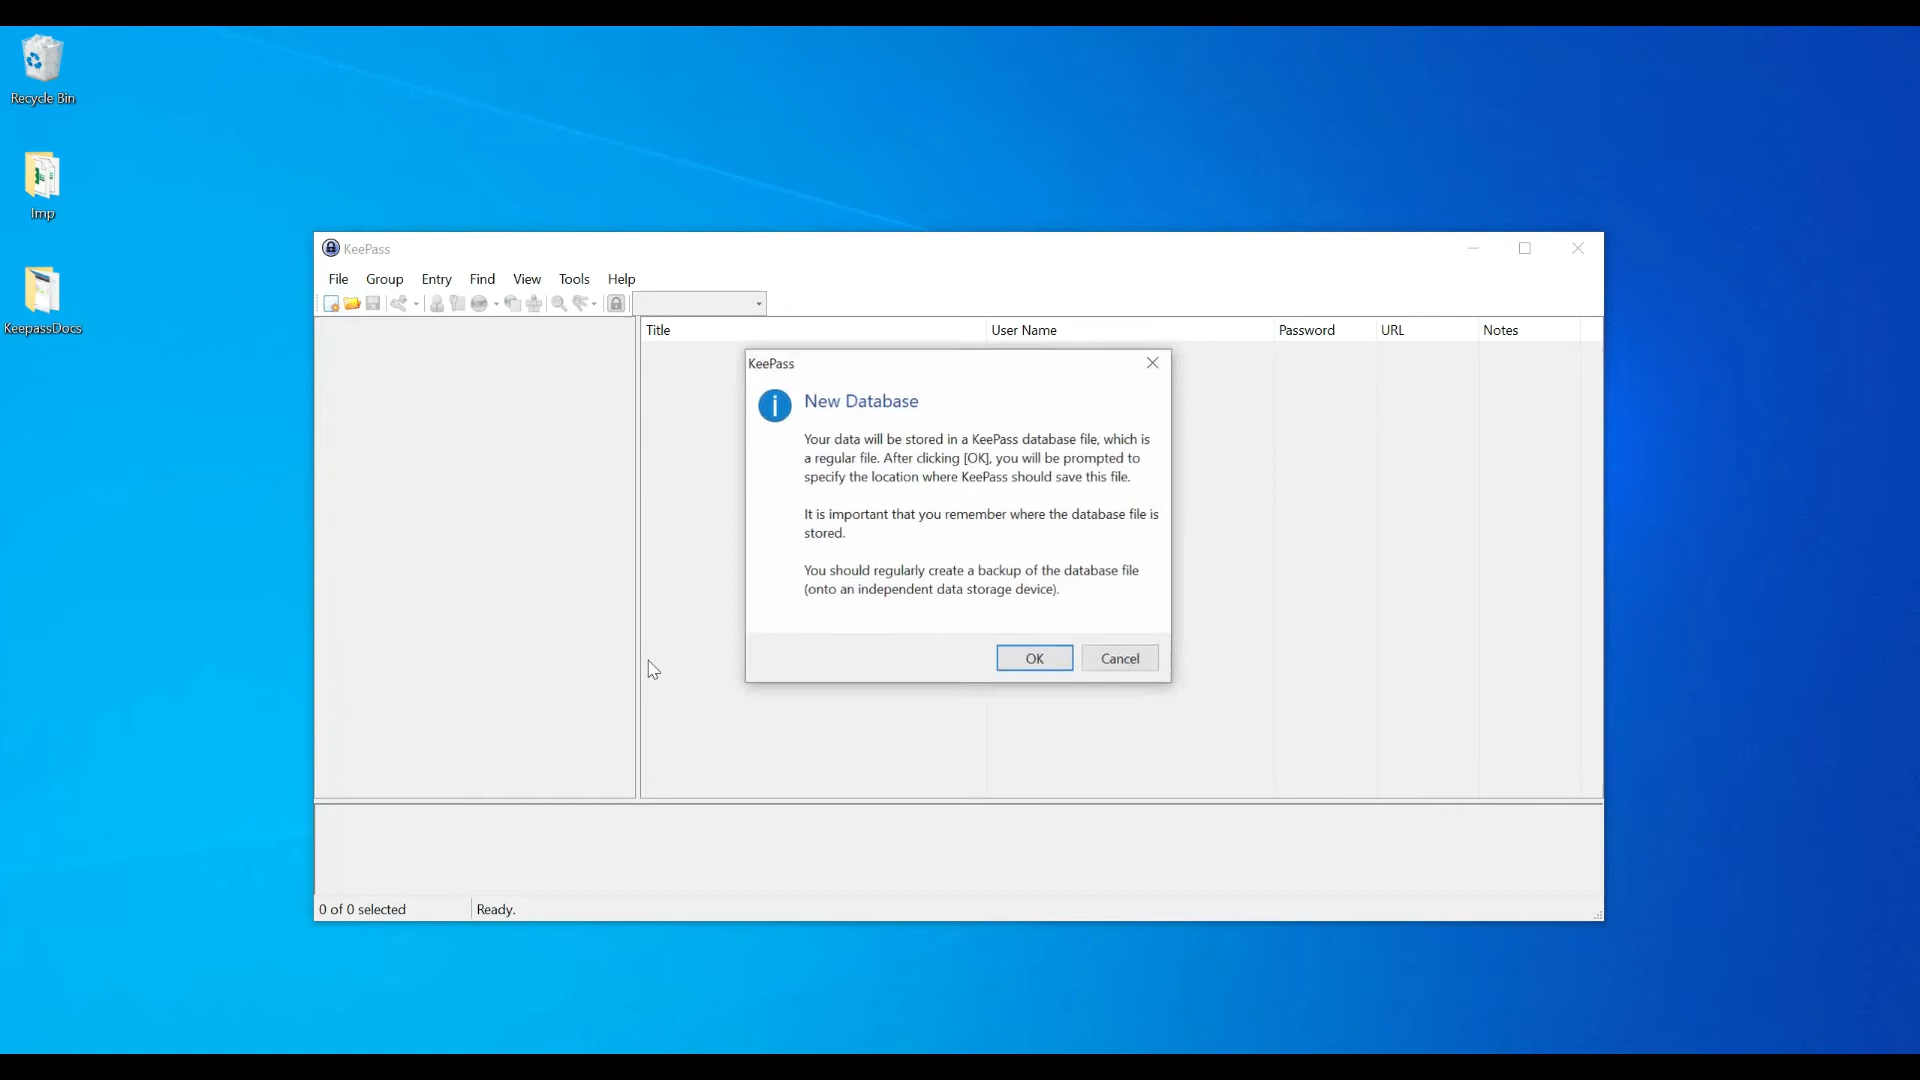 Recycle Bin
Imp
KeepassDocs
KeePass
File Group Entry Find View Tools Help
Title User Name Password URL Notes
KeePass
New Database
Your data will be stored in a KeePass database file, which is
a regular file. After clicking [OK], you will be prompted to
specify the location where KeePass should save this file.
It is important that you remember where the database file is
stored.
You should regularly create a backup of the database file
(onto an independent data storage device).
OK Cancel
0 of 0 selected Ready.